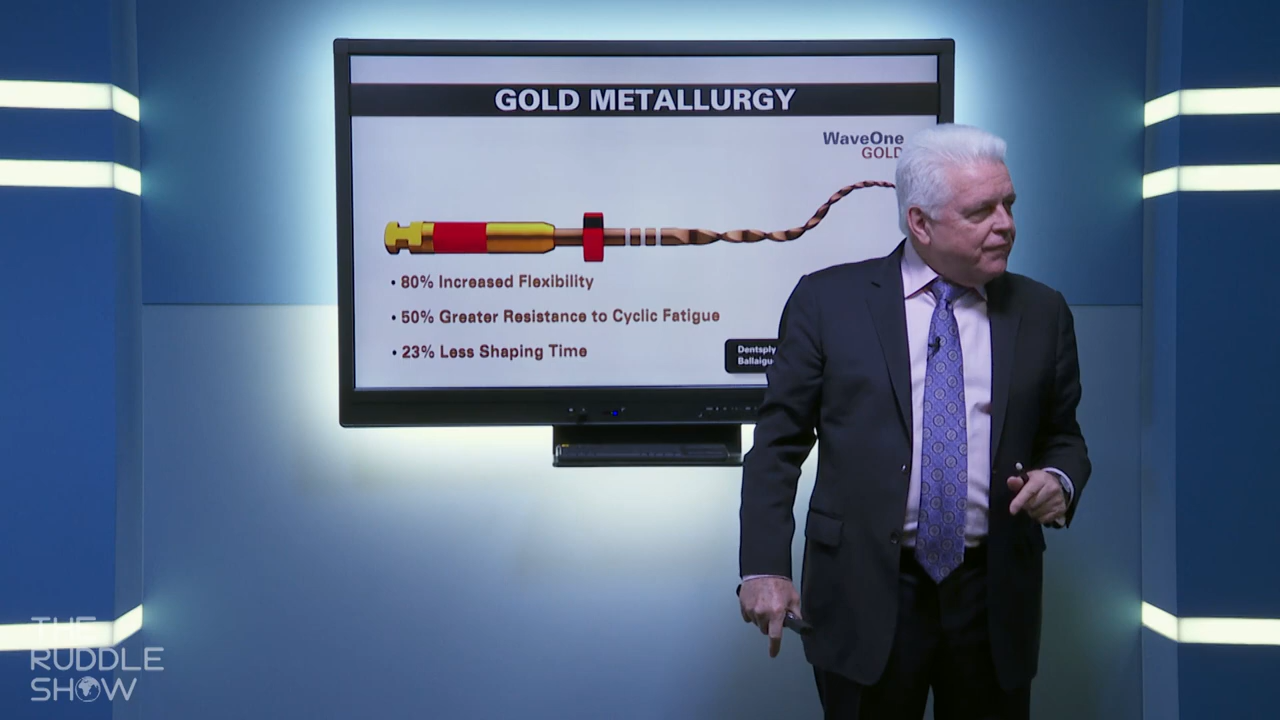 GOLD METALLURGY
WaveOne
GOLD
• 80% Increased Flexibility
• 50% Greater Resistance to Cyclic Fatigue
• 23% Less Shaping Time
Dentsply
THE
RUDDLE
SHOW